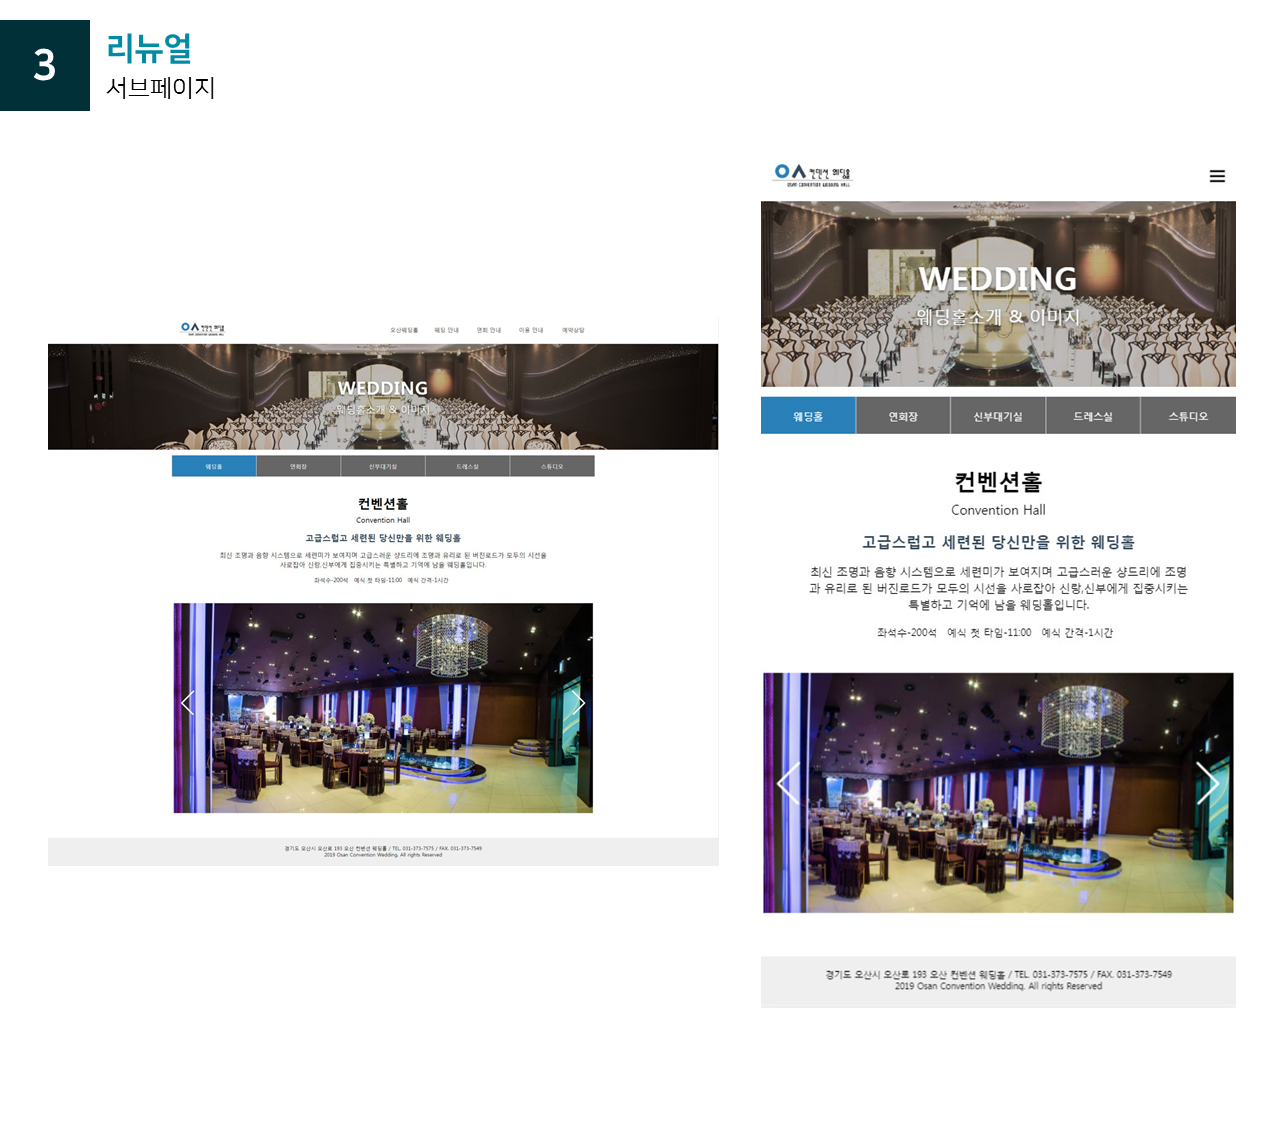 3
리뉴얼
서브페이지
오산웨딩홀 웨딩 안내 연회 안내 이용 안내 예약상담
WEDDING
웨딩홀소개 & 이미지
웨딩홀 연회장 신부대기실 드레스실 스튜디오
컨벤션홀
Convention Hall
고급스럽고 세련된 당신만을 위한 웨딩홀
최신 조명과 음향 시스템으로 세련미가 보여지며 고급스러운 샹드리에 조명과 유리로 된 버진로드가 모두의 시선을
사로잡아 신랑,신부에게 집중시키는 특별하고 기억에 남을 웨딩홀입니다.
좌석수-200석 예식 첫 타임-11:00 예식 간격-1시간
경기도 오산시 오산로 193 오산 컨벤션 웨딩홀 / TEL. 031-373-7575 / FAX. 031-373-7549
2019 Osan Convention Wedding. All rights Reserved
컨벤션 웨딩홀
OSAN CONVENTION WEDDING HALL
WEDDING
웨딩홀소개 & 이미지
웨딩홀 연회장 신부대기실 드레스실 스튜디오
컨벤션홀
Convention Hall
고급스럽고 세련된 당신만을 위한 웨딩홀
최신 조명과 음향 시스템으로 세련미가 보여지며 고급스러운 샹드리에 조명
과 유리로 된 버진로드가 모두의 시선을 사로잡아 신랑,신부에게 집중시키는
특별하고 기억에 남을 웨딩홀입니다.
좌석수-200석 예식 첫 타임-11:00 예식 간격-1시간
경기도 오산시 오산로 193 오산 컨벤션 웨딩홀 / TEL. 031-373-7575 / FAX. 031-373-7549
2019 Osan Convention Wedding. All rights Reserved